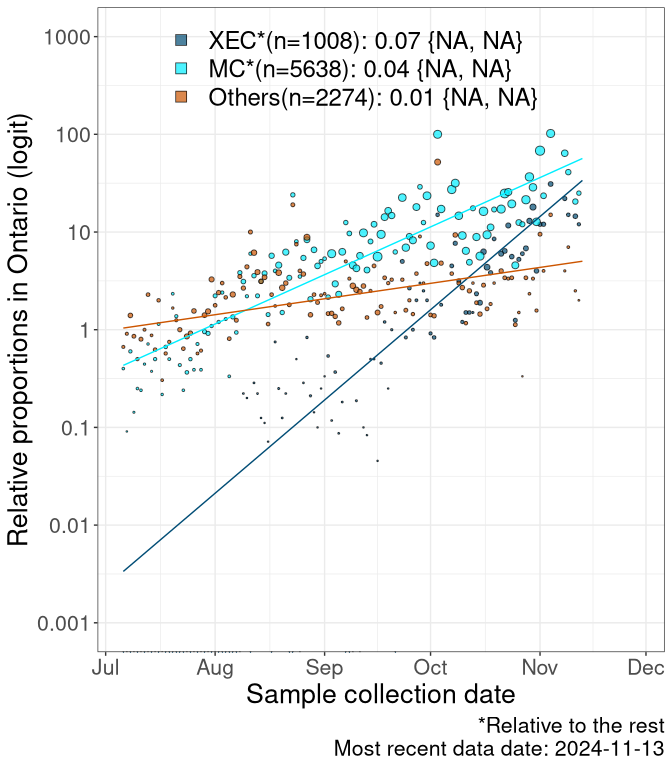 XEC*(n=1008): 0.07 {NA, NA}
MC*(n=5638): 0.04 {NA, NA}
Others(n=2274): 0.01 {NA, NA}
Relative proportions in Ontario (logit)
1000
100
10
1
0.1
0.01
0.001
Jul Aug Sep Oct Nov Dec
Sample collection date
*Relative to the rest
Most recent data date: 2024-11-13